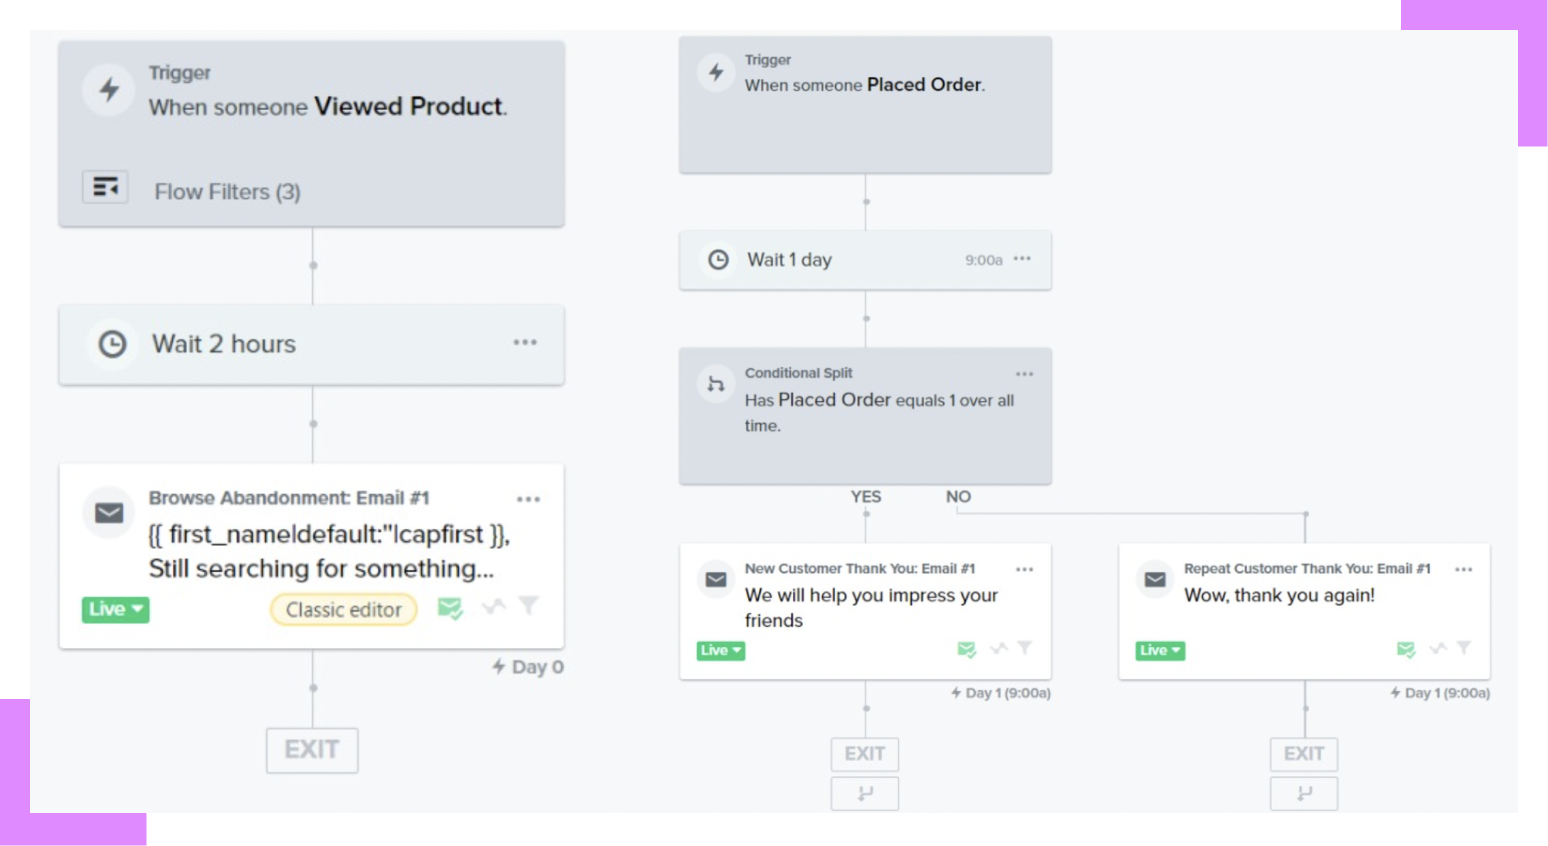 Trigger
When someone Viewed Product.
Flow Filters (3)
Wait 2 hours
Browse Abandonment: Email #1
{{ first_name|default:''|capfirst }},
Still searching for something...
Live
Classic editor
Day 0
EXIT
Trigger
When someone Placed Order.
Wait 1 day
9:00a
Conditional Split
Has Placed Order equals 1 over all
time.
YES
NO
New Customer Thank You: Email #1
We will help you impress your
friends
Live
Day 1 (9:00a)
EXIT
Repeat Customer Thank You: Email #1
Wow, thank you again!
Live
Day 1 (9:00a)
EXIT